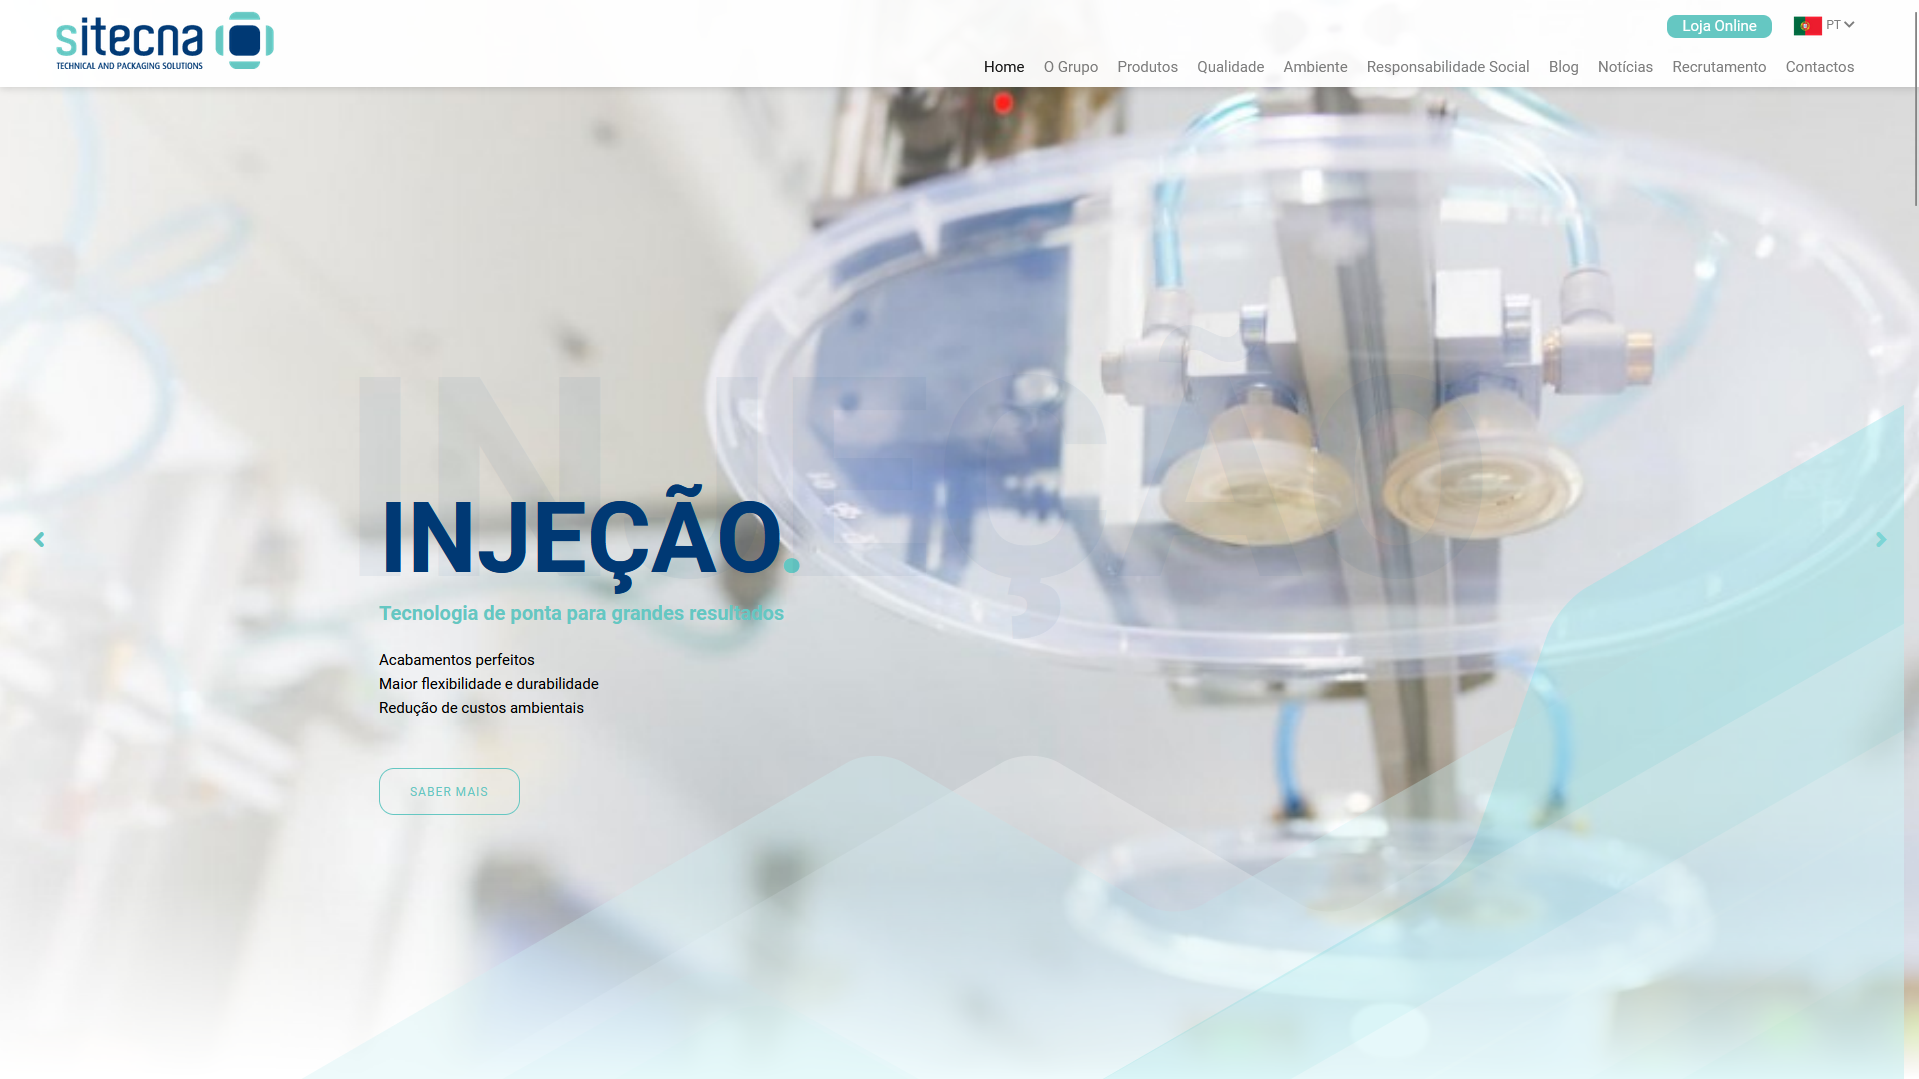 sitecna
TECHNICAL AND PACKAGING SOLUTIONS
Loja Online
PT
Home O Grupo Produtos Qualidade Ambiente Responsabilidade Social Blog Notícias Recrutamento Contactos
INJEÇÃO
INJEÇÃO.
Tecnologia de ponta para grandes resultados
Acabamentos perfeitos
Maior flexibilidade e durabilidade
Redução de custos ambientais
SABER MAIS